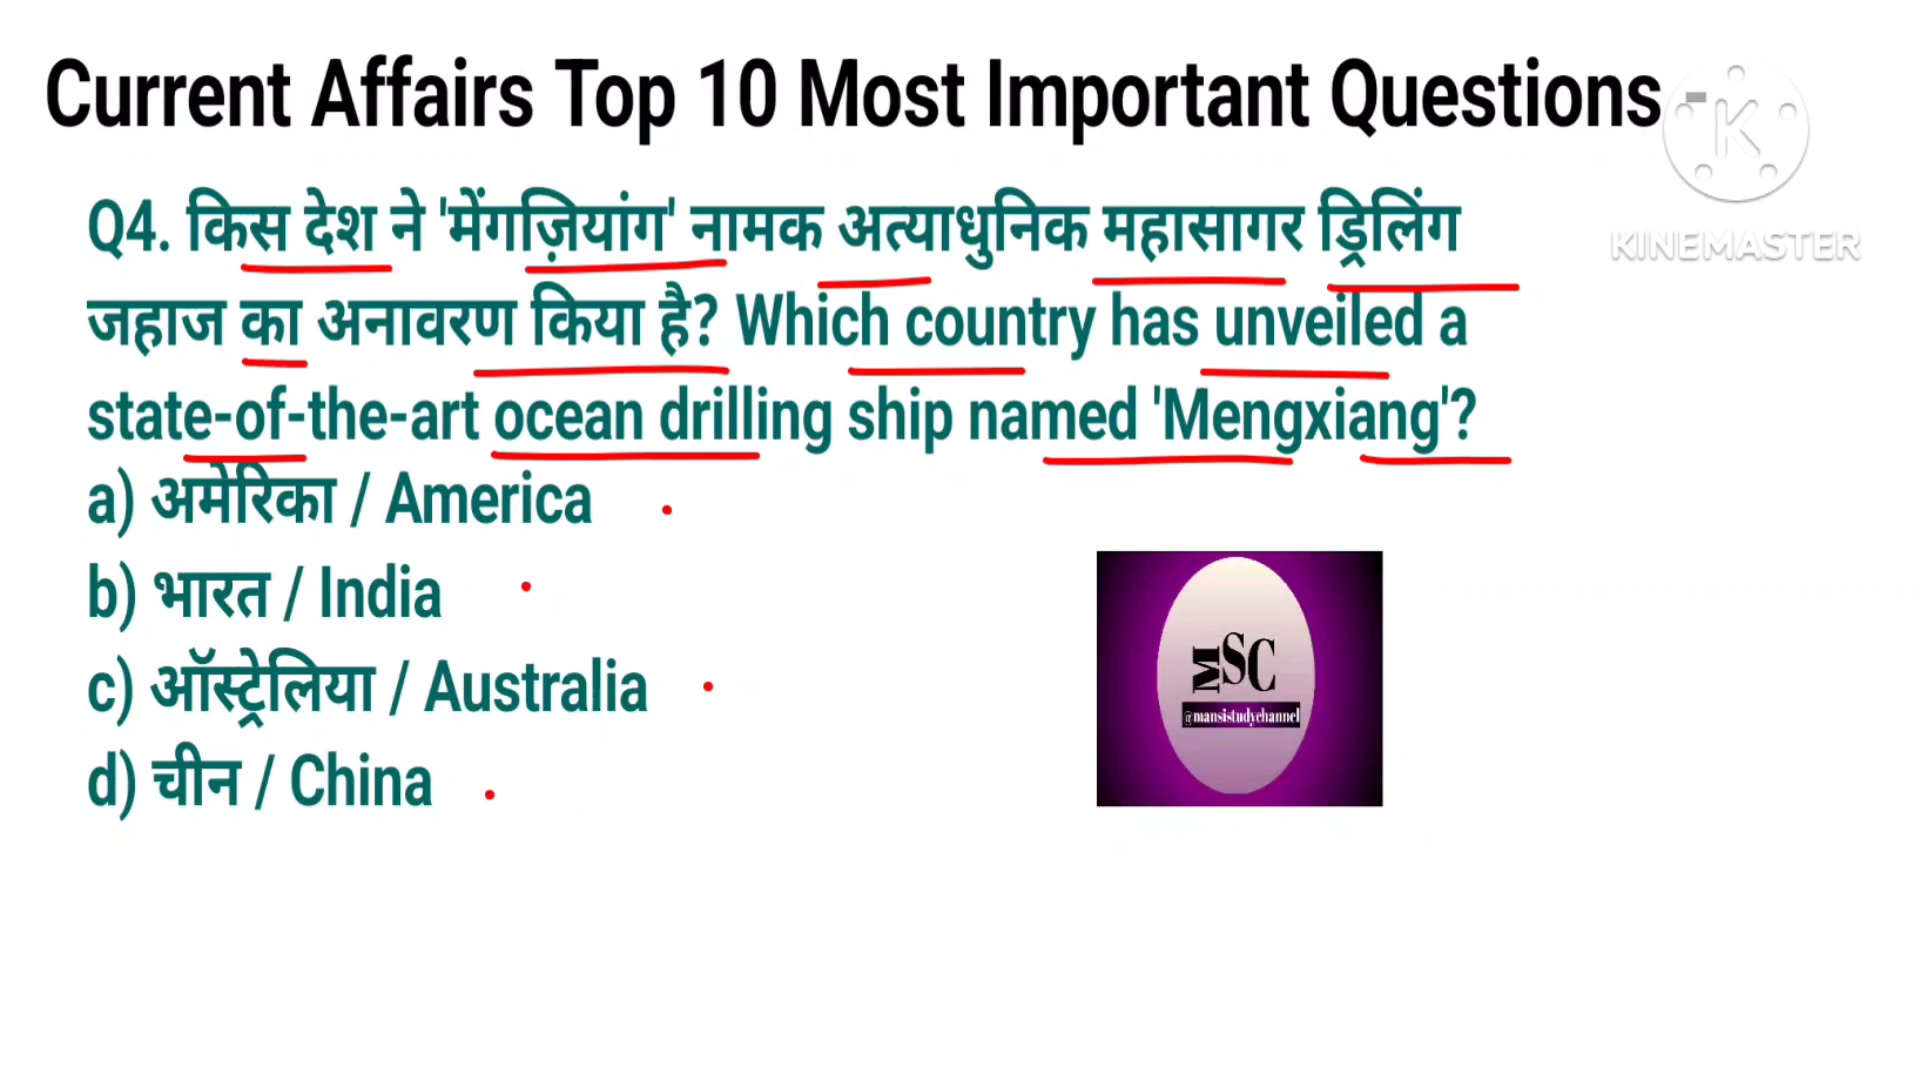 Current Affairs Top 10 Most Important Questions -
K
KINEMASTER
Q4. किस देश ने 'मेंगज़ियांग' नामक अत्याधुनिक महासागर ड्रिलिंग
जहाज का अनावरण किया है? Which country has unveiled a
state-of-the-art ocean drilling ship named 'Mengxiang'?
a) अमेरिका / America
b) भारत / India
c) ऑस्ट्रेलिया / Australia
d) चीन / China
MSC
@mansistudychannel